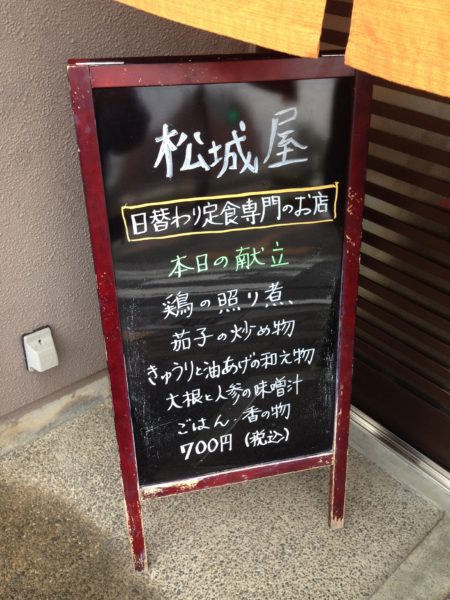 松城屋
日替わり定食専門のお店
本日の献立
鶏の照り煮、
茄子の炒め物
きゅうりと油あげの和え物
大根と人参の味噌汁
ごはん・香の物
700円(税込)